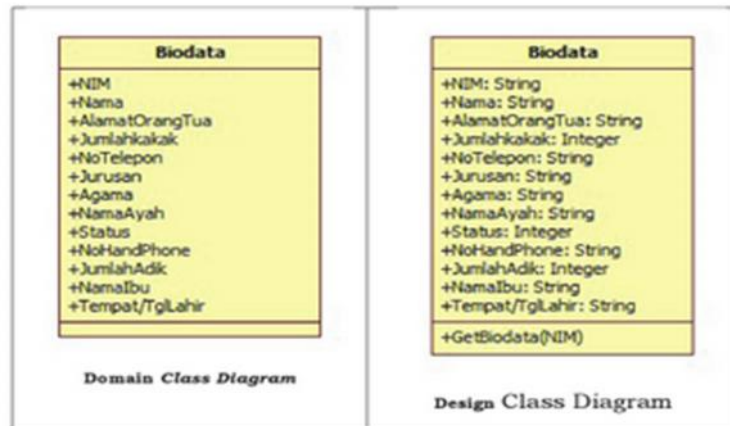 Biodata
+NIM
+Nama
+AlamatOrangTua
+Jumlahkakak
+NoTelepon
+Jurusan
+Agama
+NamaAyah
+Status
+NoHandPhone
+JumlahAdik
+NamaIbu
+Tempat/TglLahir
Domain Class Diagram
Biodata
+NIM: String
+Nama: String
+AlamatOrangTua: String
+Jumlahkakak: Integer
+NoTelepon: String
+Jurusan: String
+Agama: String
+NamaAyah: String
+Status: Integer
+NoHandPhone: String
+JumlahAdik: Integer
+NamaIbu: String
+Tempat/TglLahir: String
+GetBiodata(NIM)
Design Class Diagram